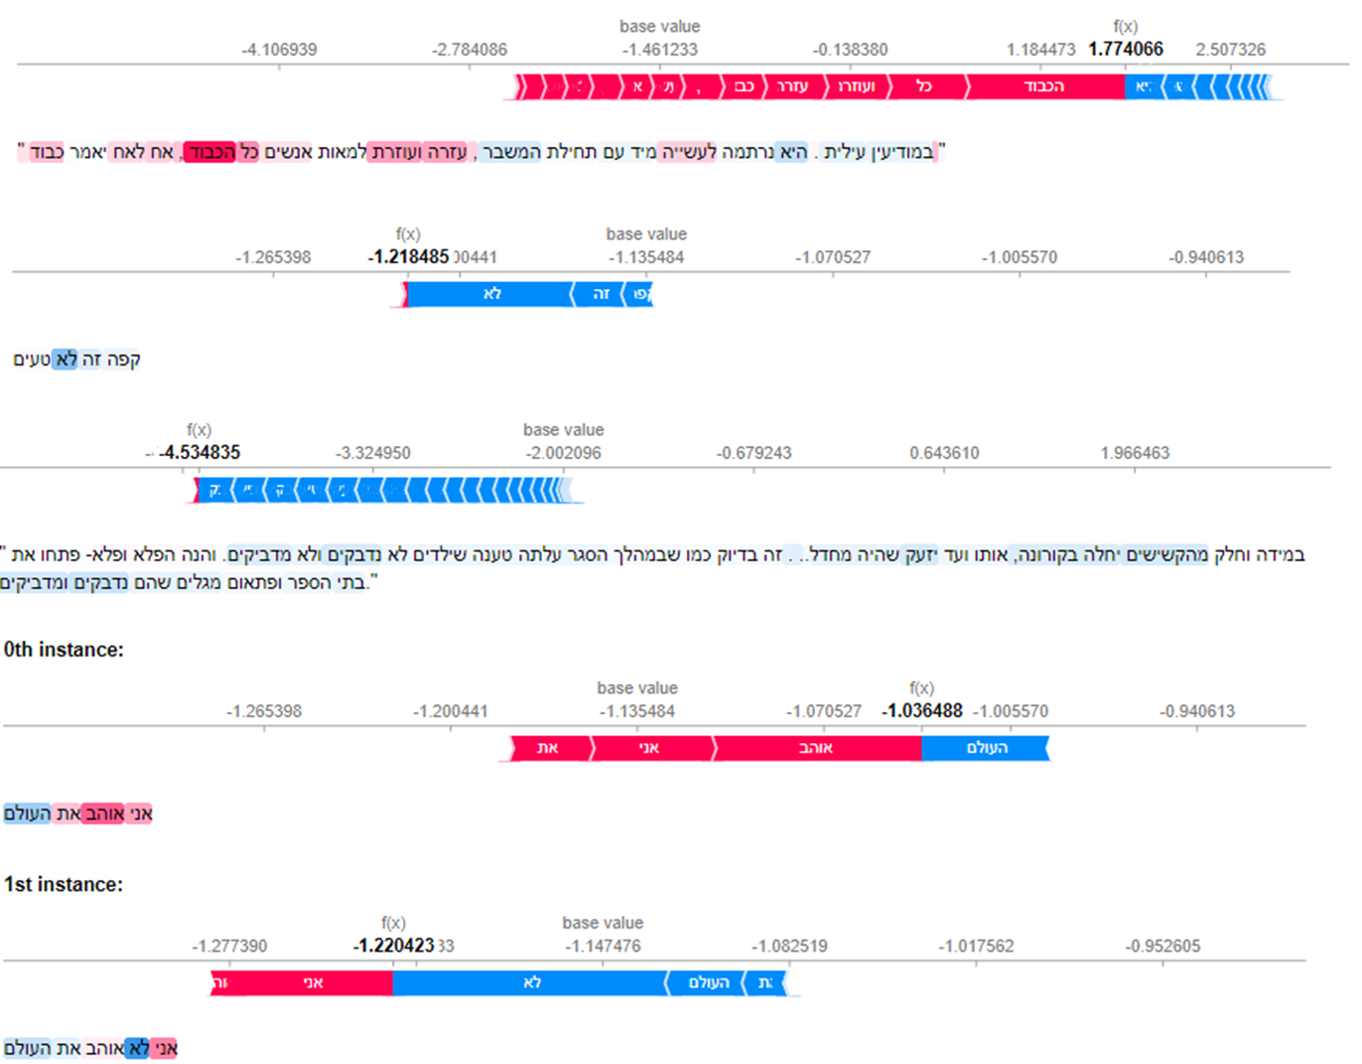 base value f(x)
-4.106939 -2.784086 -1.461233 -0.138380 1.184473 1.774066 2.507326
א , כבו עזרה ועוזרו כל הכבוד
" במודיעין עילית . היא נרתמה לעשייה מיד עם תחילת המשבר , עזרה ועוזרת למאות אנשים כל הכבוד , אח לאח יאמר כבוד "
f(x) base value
-1.265398 -1.218485 00441 -1.135484 -1.070527 -1.005570 -0.940613
לא זה קפו
קפה זה לא טעים
f(x) base value
-4.534835 -3.324950 -2.002096 -0.679243 0.643610 1.966463
" במידה וחלק מהקשישים יחלה בקורונה, אותו ועד יזעק שהיה מחדל.. . . זה בדיוק כמו שבמהלך הסגר עלתה טענה שילדים לא נדבקים ולא מדביקים. והנה הפלא ופלא- פתחו את
בתי הספר ופתאום מגלים שהם נדבקים ומדביקים."
0th instance:
base value f(x)
-1.265398 -1.200441 -1.135484 -1.070527 -1.036488 -1.005570 -0.940613
את אני אוהב העולם
אני אוהב את העולם
1st instance:
f(x) base value
-1.277390 -1.220423 33 -1.147476 -1.082519 -1.017562 -0.952605
אני לא העולם
אני לא אוהב את העולם